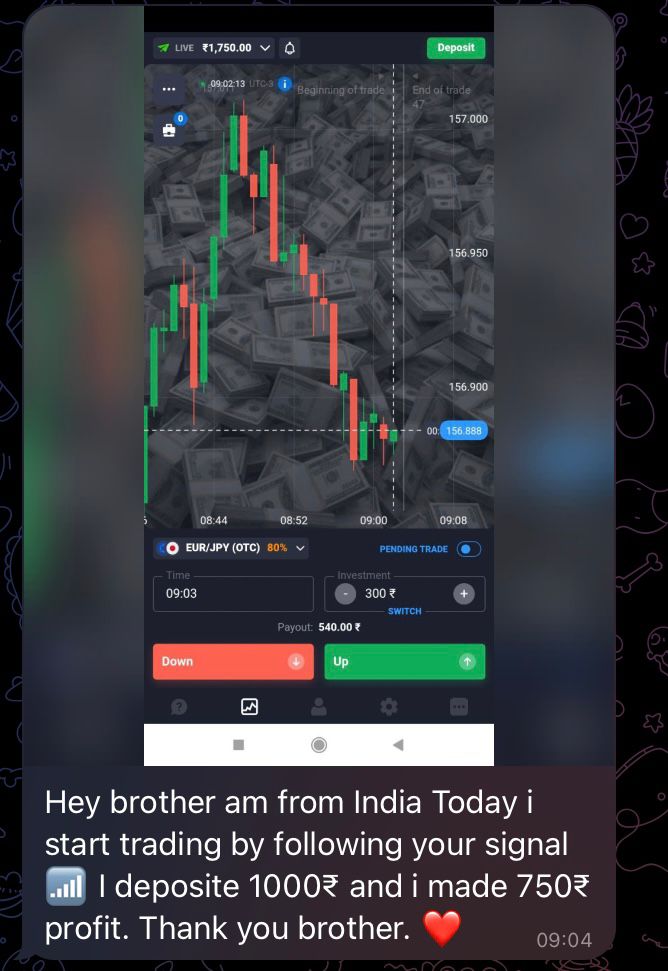 LIVE ₹1,750.00
Deposit
09:02:13 UTC-3
Beginning of trade
End of trade
47
0
157.000
156.950
156.900
00:
156.888
08:44
08:52
09:00
09:08
EUR/JPY (OTC) 80%
PENDING TRADE
Time
09:03
Investment
- 300 ₹ +
SWITCH
Payout: 540.00 ₹
Down
Up
Hey brother am from India Today i
start trading by following your signal
I deposite 1000₹ and i made 750₹
profit. Thank you brother. ❤️
09:04